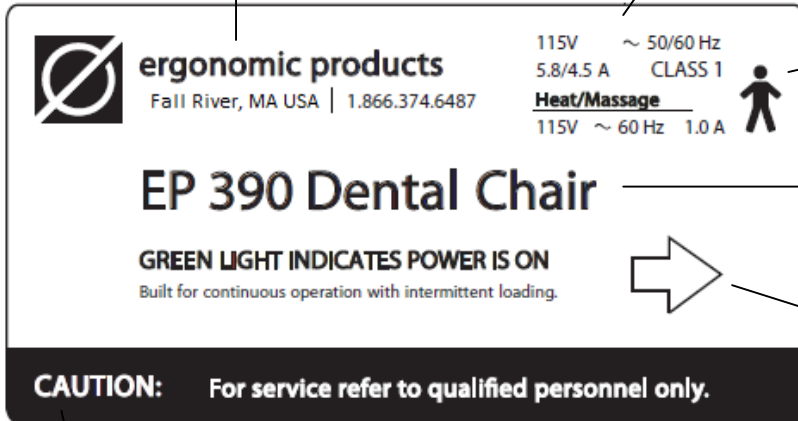 ergonomic products
Fall River, MA USA | 1.866.374.6487
115V ~ 50/60 Hz
5.8/4.5 A CLASS 1
Heat/Massage
115V ~ 60 Hz 1.0 A
EP 390 Dental Chair
GREEN LIGHT INDICATES POWER IS ON
Built for continuous operation with intermittent loading.
CAUTION: For service refer to qualified personnel only.